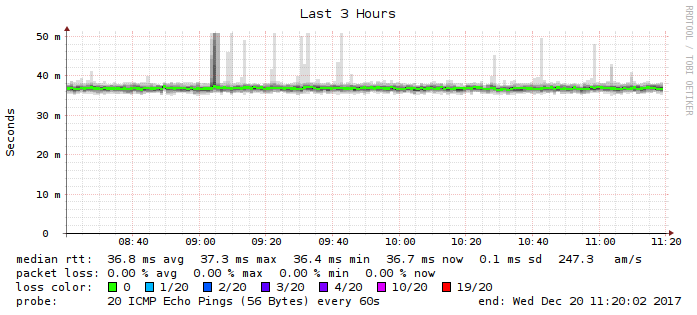 Last 3 Hours
RRDTOOL / TOBI OETIKER
Seconds
50 m
40 m
30 m
20 m
10 m
0
08:40 09:00 09:20 09:40 10:00 10:20 10:40 11:00 11:20
median rtt: 36.8 ms avg 37.3 ms max 36.4 ms min 36.7 ms now 0.1 ms sd 247.3 am/s
packet loss: 0.00 % avg 0.00 % max 0.00 % min 0.00 % now
loss color: 0 1/20 2/20 3/20 4/20 10/20 19/20
probe: 20 ICMP Echo Pings (56 Bytes) every 60s end: Wed Dec 20 11:20:02 2017